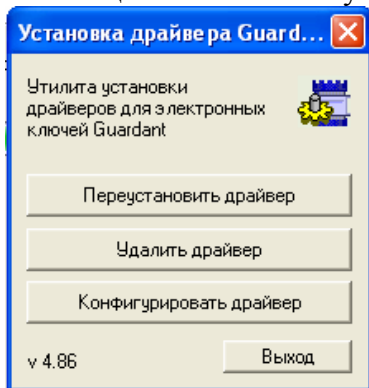 Установка драйвера Guard...
Утилита установки
драйверов для электронных
ключей Guardant
Переустановить драйвер
Удалить драйвер
Конфигурировать драйвер
v 4.86
Выход